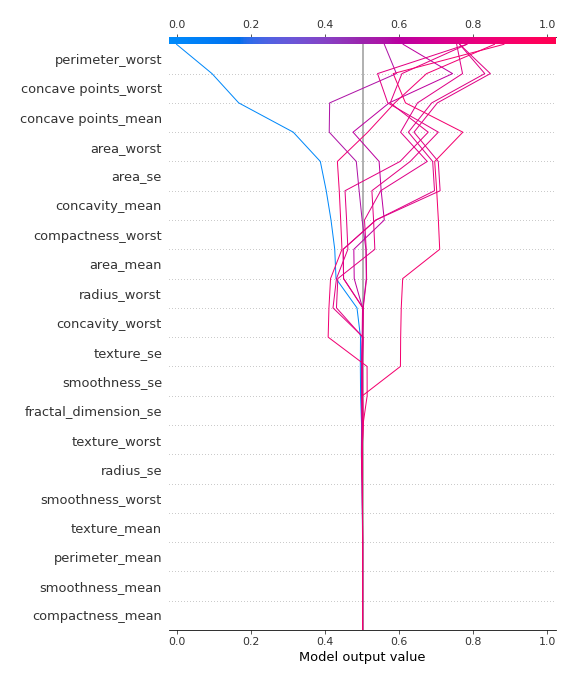 0.0 0.2 0.4 0.6 0.8 1.0
perimeter_worst
concave points_worst
concave points_mean
area_worst
area_se
concavity_mean
compactness_worst
area_mean
radius_worst
concavity_worst
texture_se
smoothness_se
fractal_dimension_se
texture_worst
radius_se
smoothness_worst
texture_mean
perimeter_mean
smoothness_mean
compactness_mean
0.0 0.2 0.4 0.6 0.8 1.0
Model output value